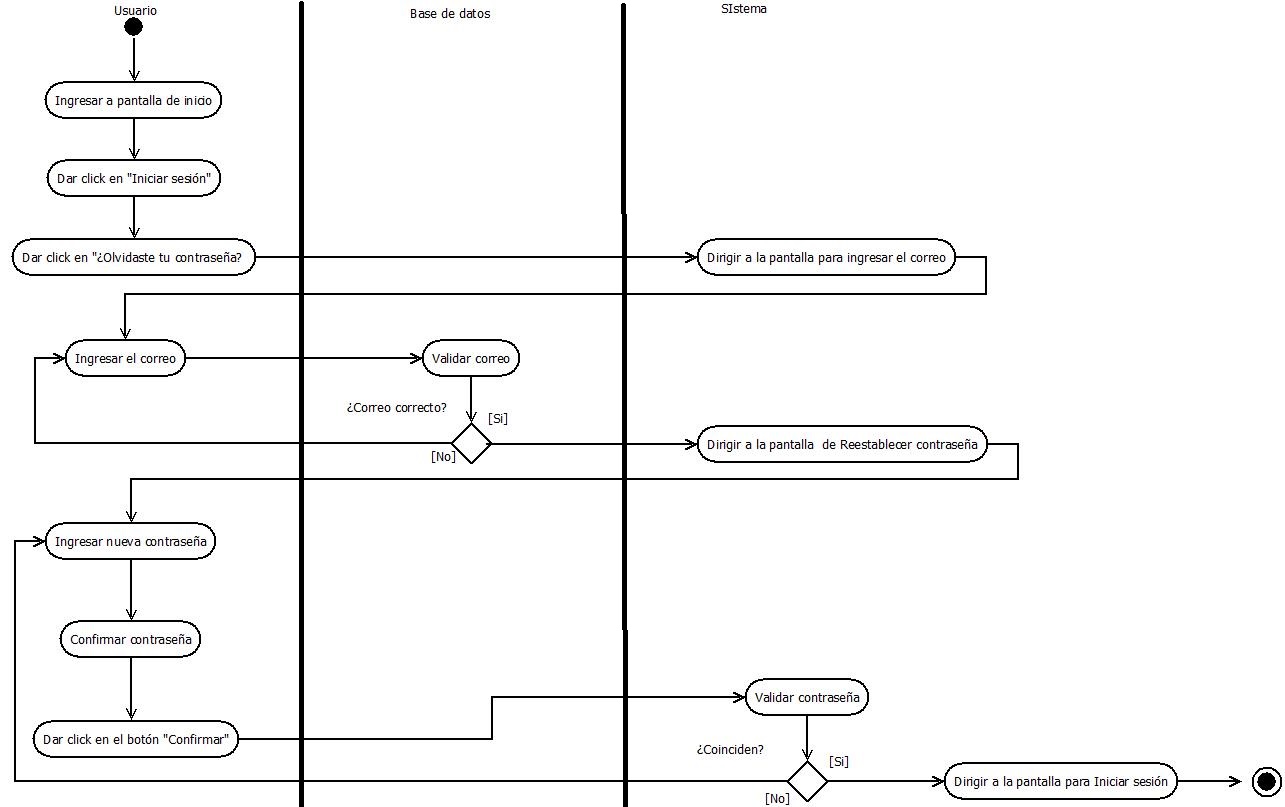 Usuario
Base de datos
SIstema
Ingresar a pantalla de inicio
Dar click en "Iniciar sesión"
Dar click en "¿Olvidaste tu contraseña?
Dirigir a la pantalla para ingresar el correo
Ingresar el correo
Validar correo
¿Correo correcto?
[Si]
[No]
Dirigir a la pantalla  de Reestablecer contraseña
Ingresar nueva contraseña
Confirmar contraseña
Validar contraseña
Dar click en el botón "Confirmar"
¿Coinciden?
[Si]
[No]
Dirigir a la pantalla para Iniciar sesión